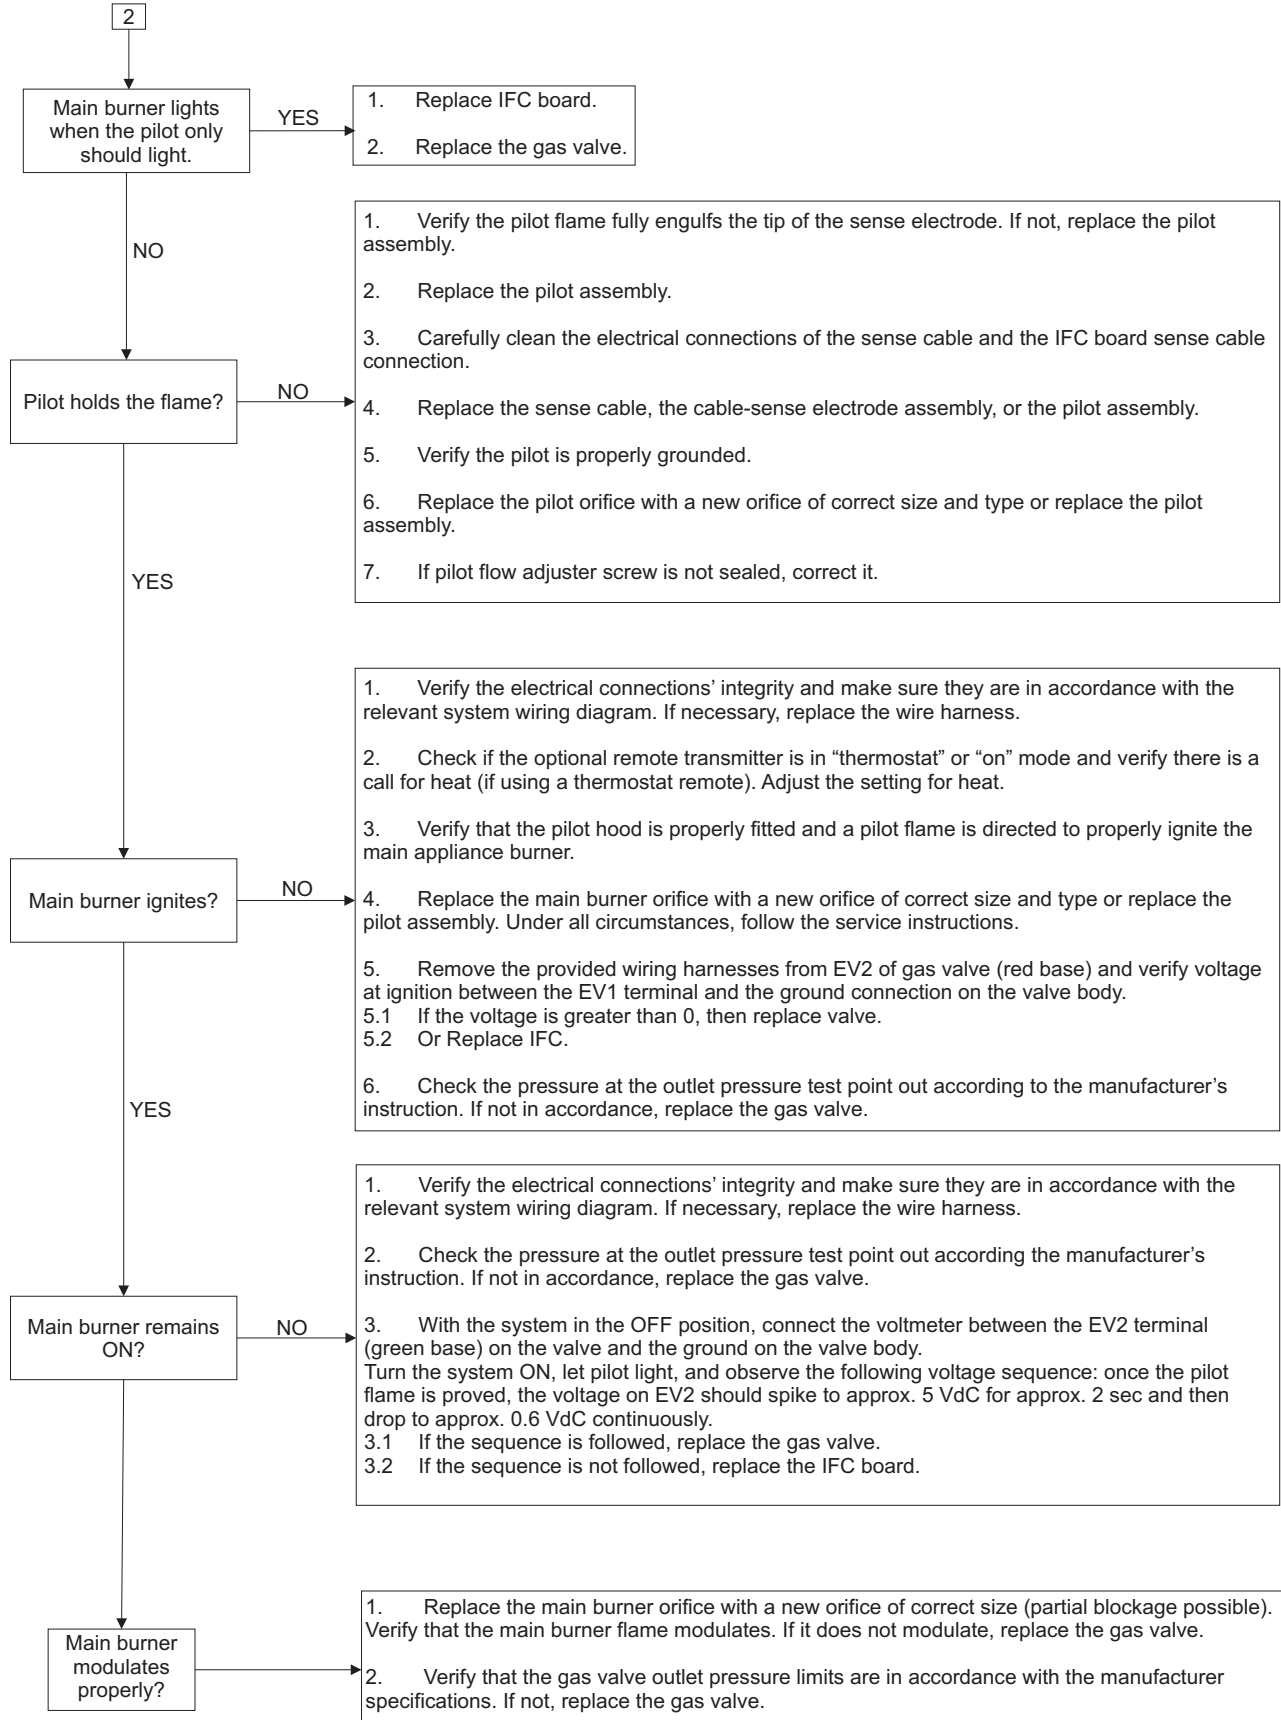 2
Main burner lights
when the pilot only
should light.
YES
1. Replace IFC board.
2. Replace the gas valve.
NO
1. Verify the pilot flame fully engulfs the tip of the sense electrode. If not, replace the pilot
assembly.
2. Replace the pilot assembly.
3. Carefully clean the electrical connections of the sense cable and the IFC board sense cable
connection.
4. Replace the sense cable, the cable-sense electrode assembly, or the pilot assembly.
5. Verify the pilot is properly grounded.
6. Replace the pilot orifice with a new orifice of correct size and type or replace the pilot
assembly.
7. If pilot flow adjuster screw is not sealed, correct it.
Pilot holds the flame?
NO
YES
1. Verify the electrical connections’ integrity and make sure they are in accordance with the
relevant system wiring diagram. If necessary, replace the wire harness.
2. Check if the optional remote transmitter is in “thermostat” or “on” mode and verify there is a
call for heat (if using a thermostat remote). Adjust the setting for heat.
3. Verify that the pilot hood is properly fitted and a pilot flame is directed to properly ignite the
main appliance burner.
4. Replace the main burner orifice with a new orifice of correct size and type or replace the
pilot assembly. Under all circumstances, follow the service instructions.
5. Remove the provided wiring harnesses from EV2 of gas valve (red base) and verify voltage
at ignition between the EV1 terminal and the ground connection on the valve body.
5.1 If the voltage is greater than 0, then replace valve.
5.2 Or Replace IFC.
6. Check the pressure at the outlet pressure test point out according to the manufacturer’s
instruction. If not in accordance, replace the gas valve.
Main burner ignites?
NO
YES
1. Verify the electrical connections’ integrity and make sure they are in accordance with the
relevant system wiring diagram. If necessary, replace the wire harness.
2. Check the pressure at the outlet pressure test point out according the manufacturer’s
instruction. If not in accordance, replace the gas valve.
3. With the system in the OFF position, connect the voltmeter between the EV2 terminal
(green base) on the valve and the ground on the valve body.
Turn the system ON, let pilot light, and observe the following voltage sequence: once the pilot
flame is proved, the voltage on EV2 should spike to approx. 5 VdC for approx. 2 sec and then
drop to approx. 0.6 VdC continuously.
3.1 If the sequence is followed, replace the gas valve.
3.2 If the sequence is not followed, replace the IFC board.
Main burner remains
ON?
NO
1. Replace the main burner orifice with a new orifice of correct size (partial blockage possible).
Verify that the main burner flame modulates. If it does not modulate, replace the gas valve.
2. Verify that the gas valve outlet pressure limits are in accordance with the manufacturer
specifications. If not, replace the gas valve.
Main burner
modulates
properly?